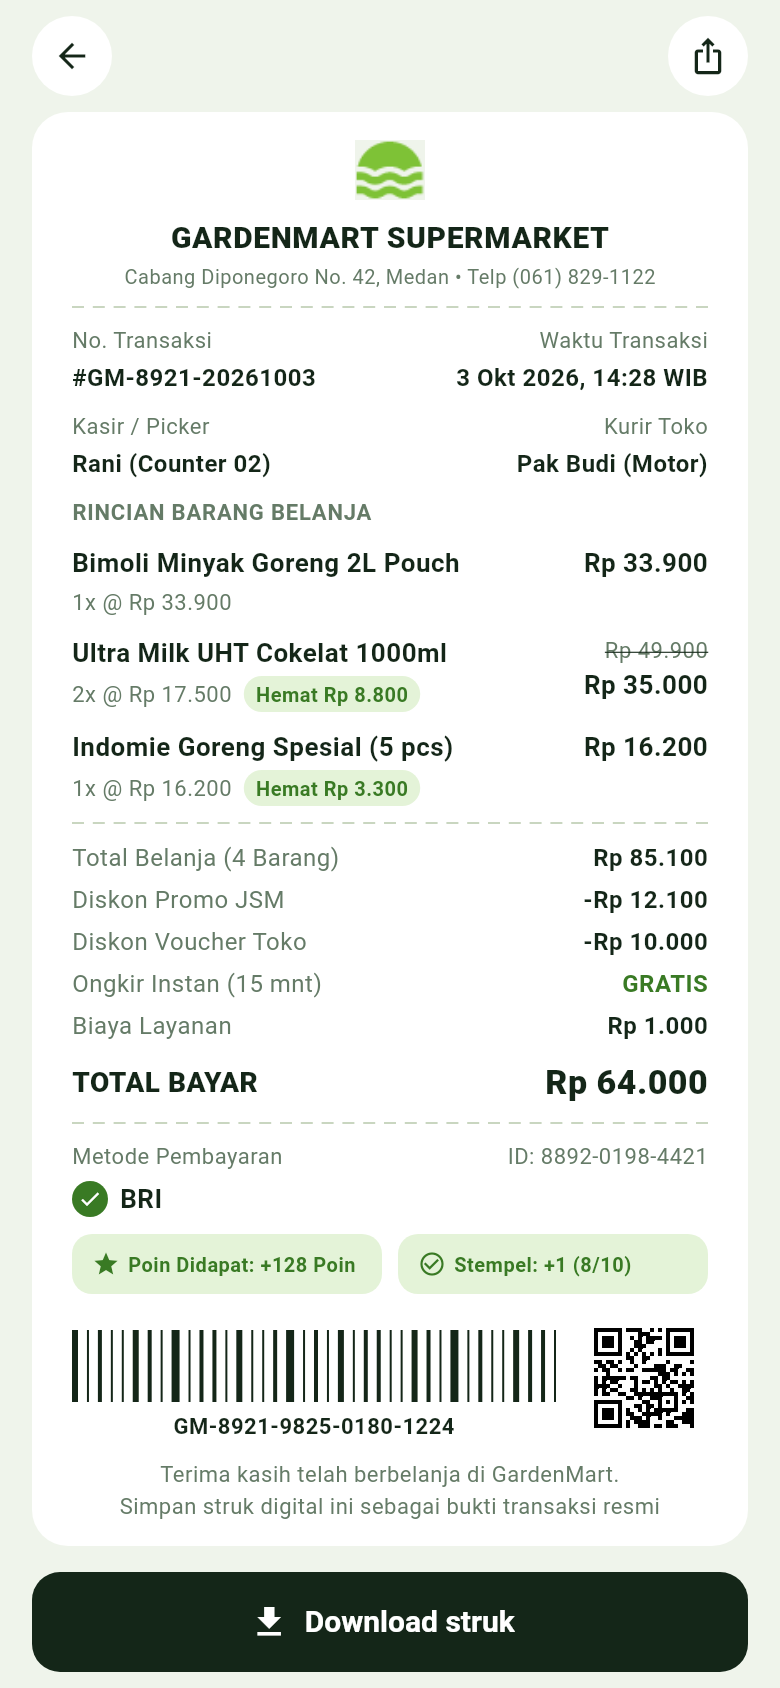 GARDENMART SUPERMARKET
Cabang Diponegoro No. 42, Medan • Telp (061) 829-1122
No. Transaksi Waktu Transaksi
#GM-8921-20261003 3 Okt 2026, 14:28 WIB
Kasir / Picker Kurir Toko
Rani (Counter 02) Pak Budi (Motor)
RINCIAN BARANG BELANJA
Bimoli Minyak Goreng 2L Pouch Rp 33.900
1x @ Rp 33.900
Ultra Milk UHT Cokelat 1000ml Rp 49.900
2x @ Rp 17.500 Hemat Rp 8.800 Rp 35.000
Indomie Goreng Spesial (5 pcs) Rp 16.200
1x @ Rp 16.200 Hemat Rp 3.300
Total Belanja (4 Barang) Rp 85.100
Diskon Promo JSM -Rp 12.100
Diskon Voucher Toko -Rp 10.000
Ongkir Instan (15 mnt) GRATIS
Biaya Layanan Rp 1.000
TOTAL BAYAR Rp 64.000
Metode Pembayaran ID: 8892-0198-4421
BRI
Poin Didapat: +128 Poin Stempel: +1 (8/10)
GM-8921-9825-0180-1224
Terima kasih telah berbelanja di GardenMart.
Simpan struk digital ini sebagai bukti transaksi resmi
Download struk